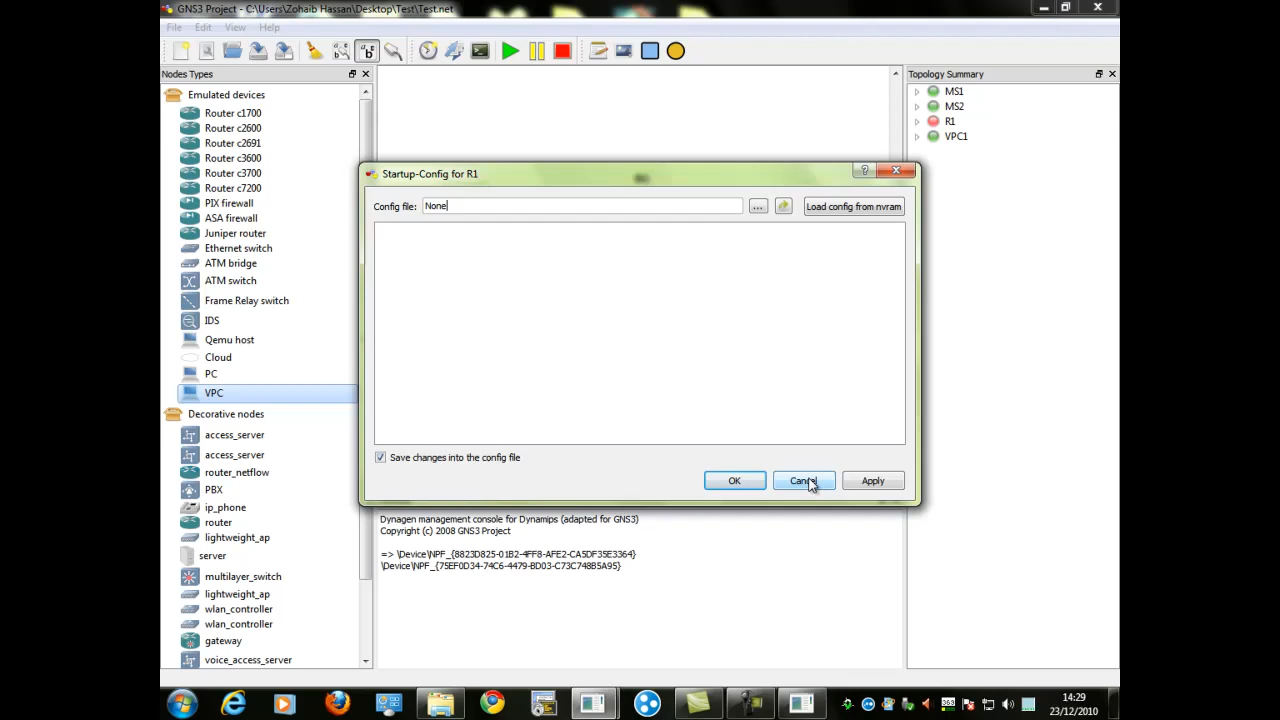 GNS3 Project - C:\Users\Zohaib Hassan\Desktop\Test\Test.net
File Edit View Help
Nodes Types
Emulated devices
Router c1700
Router c2600
Router c2691
Router c3600
Router c3700
Router c7200
PIX firewall
ASA firewall
Juniper router
Ethernet switch
ATM bridge
ATM switch
Frame Relay switch
IDS
Qemu host
Cloud
PC
VPC
Decorative nodes
access_server
access_server
router_netflow
PBX
ip_phone
router
lightweight_ap
server
multilayer_switch
lightweight_ap
wlan_controller
wlan_controller
gateway
voice_access_server
Startup-Config for R1
Config file: None
...
Load config from nvram
Save changes into the config file
OK
Cancel
Apply
Dynagen management console for Dynamips (adapted for GNS3)
Copyright (c) 2008 GNS3 Project
=> \Device\NPF_{8823D825-01B2-4FF8-AFE2-CA5DF35E3364}
\Device\NPF_{75EF0D34-74C6-4479-BD03-C73C748B5A95}
Topology Summary
MS1
MS2
R1
VPC1
14:29
23/12/2010